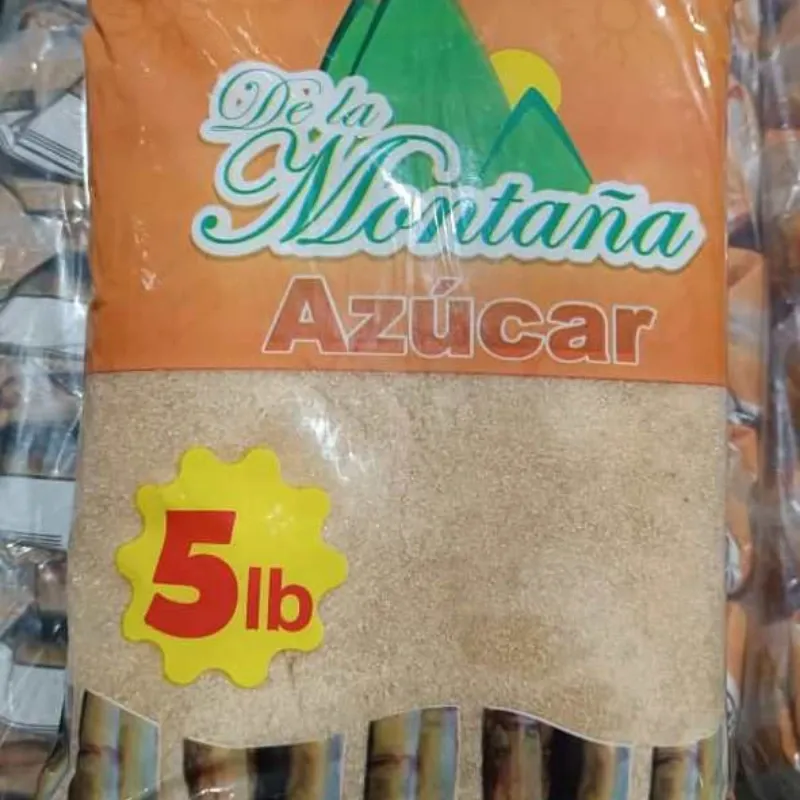 De la
Montaña
Azúcar
5lb